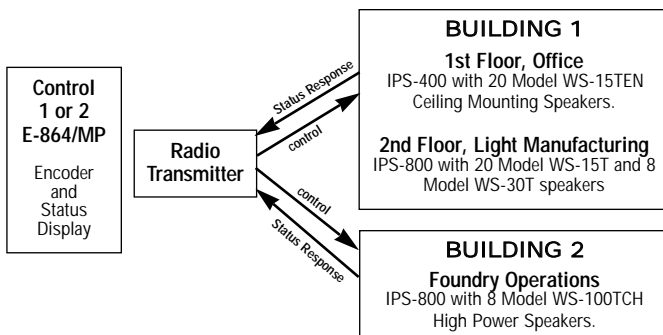 Control
1 or 2
E-864/MP
Encoder
and
Status
Display
Radio
Transmitter
Status Response
control
control
Status Response
BUILDING 1
1st Floor, Office
IPS-400 with 20 Model WS-15TEN
Ceiling Mounting Speakers.
2nd Floor, Light Manufacturing
IPS-800 with 20 Model WS-15T and 8
Model WS-30T speakers
BUILDING 2
Foundry Operations
IPS-800 with 8 Model WS-100TCH
High Power Speakers.